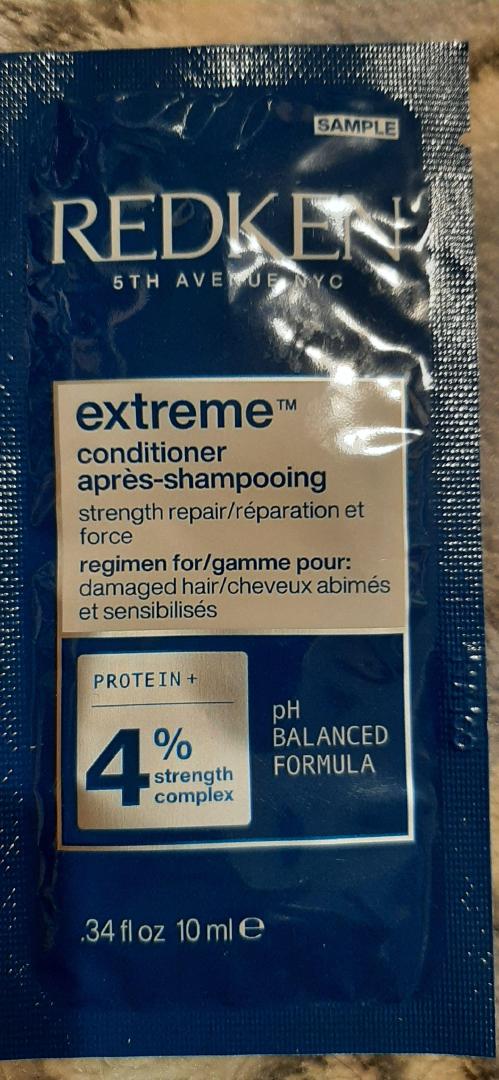 SAMPLE
REDKEN
5TH AVENUE NYC
extreme™
conditioner
après-shampooing
strength repair/réparation et
force
regimen for/gamme pour:
damaged hair/cheveux abimés
et sensibilisés
PROTEIN +
4%
strength
complex
pH
BALANCED
FORMULA
.34 fl oz 10 ml ℮